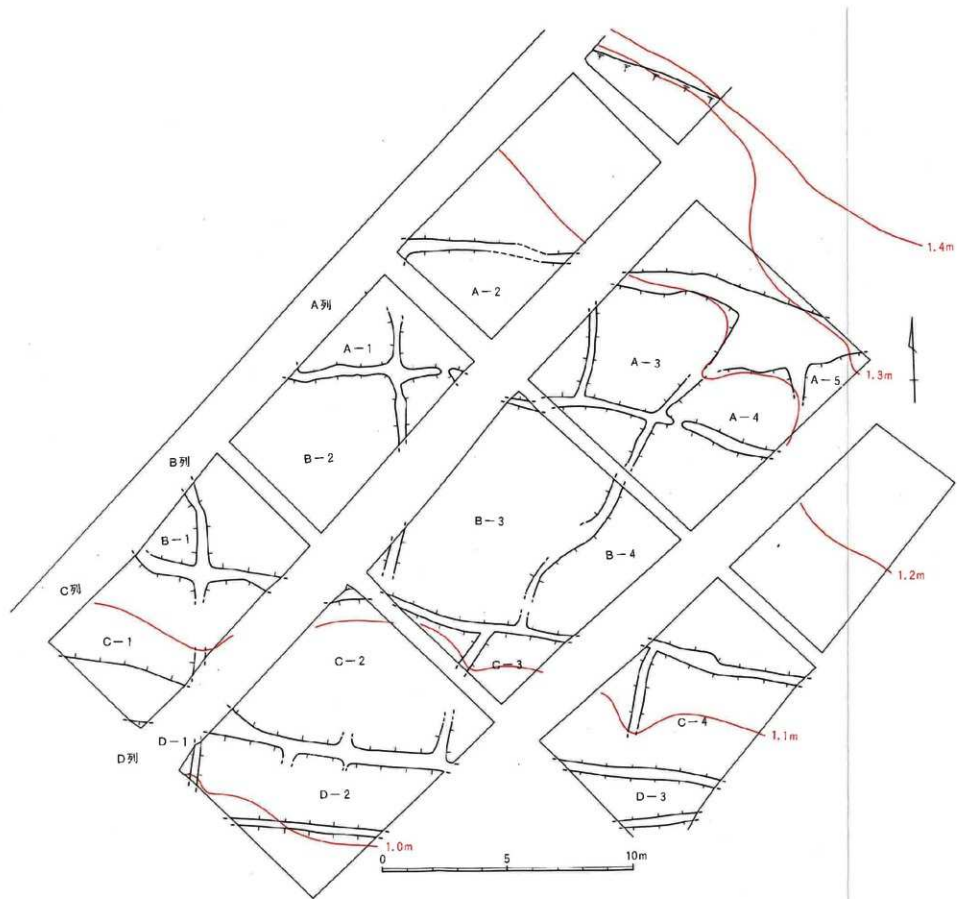 1.4m
A-2
A列
A-1
A-3
A-5
1.3m
A-4
B列
B-2
B-3
B-1
B-4
1.2m
C列
C-1
C-2
C-3
C-4
1.1m
D-1
D列
D-2
D-3
1.0m
0 5 10m